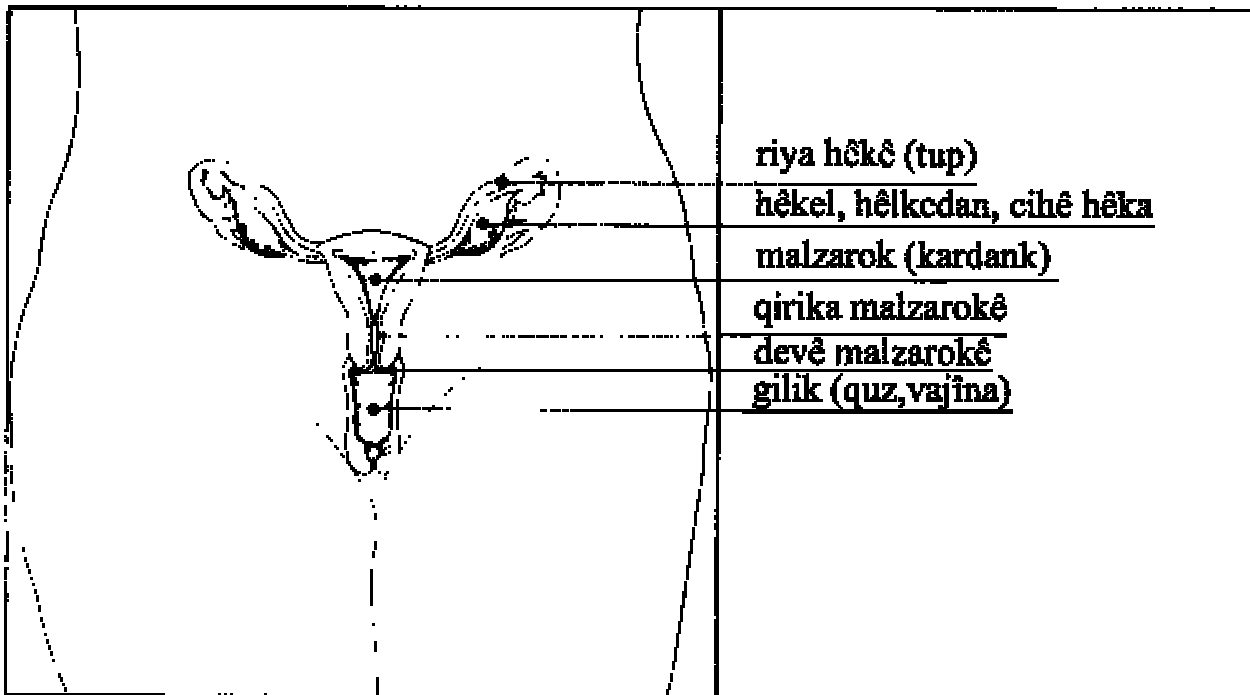 riya hêkê (tup)
hêkel, hêlkedan, cihê hêka
malzarok (kardank)
qirika malzarokê
devê malzarokê
gilik (quz,vajîna)